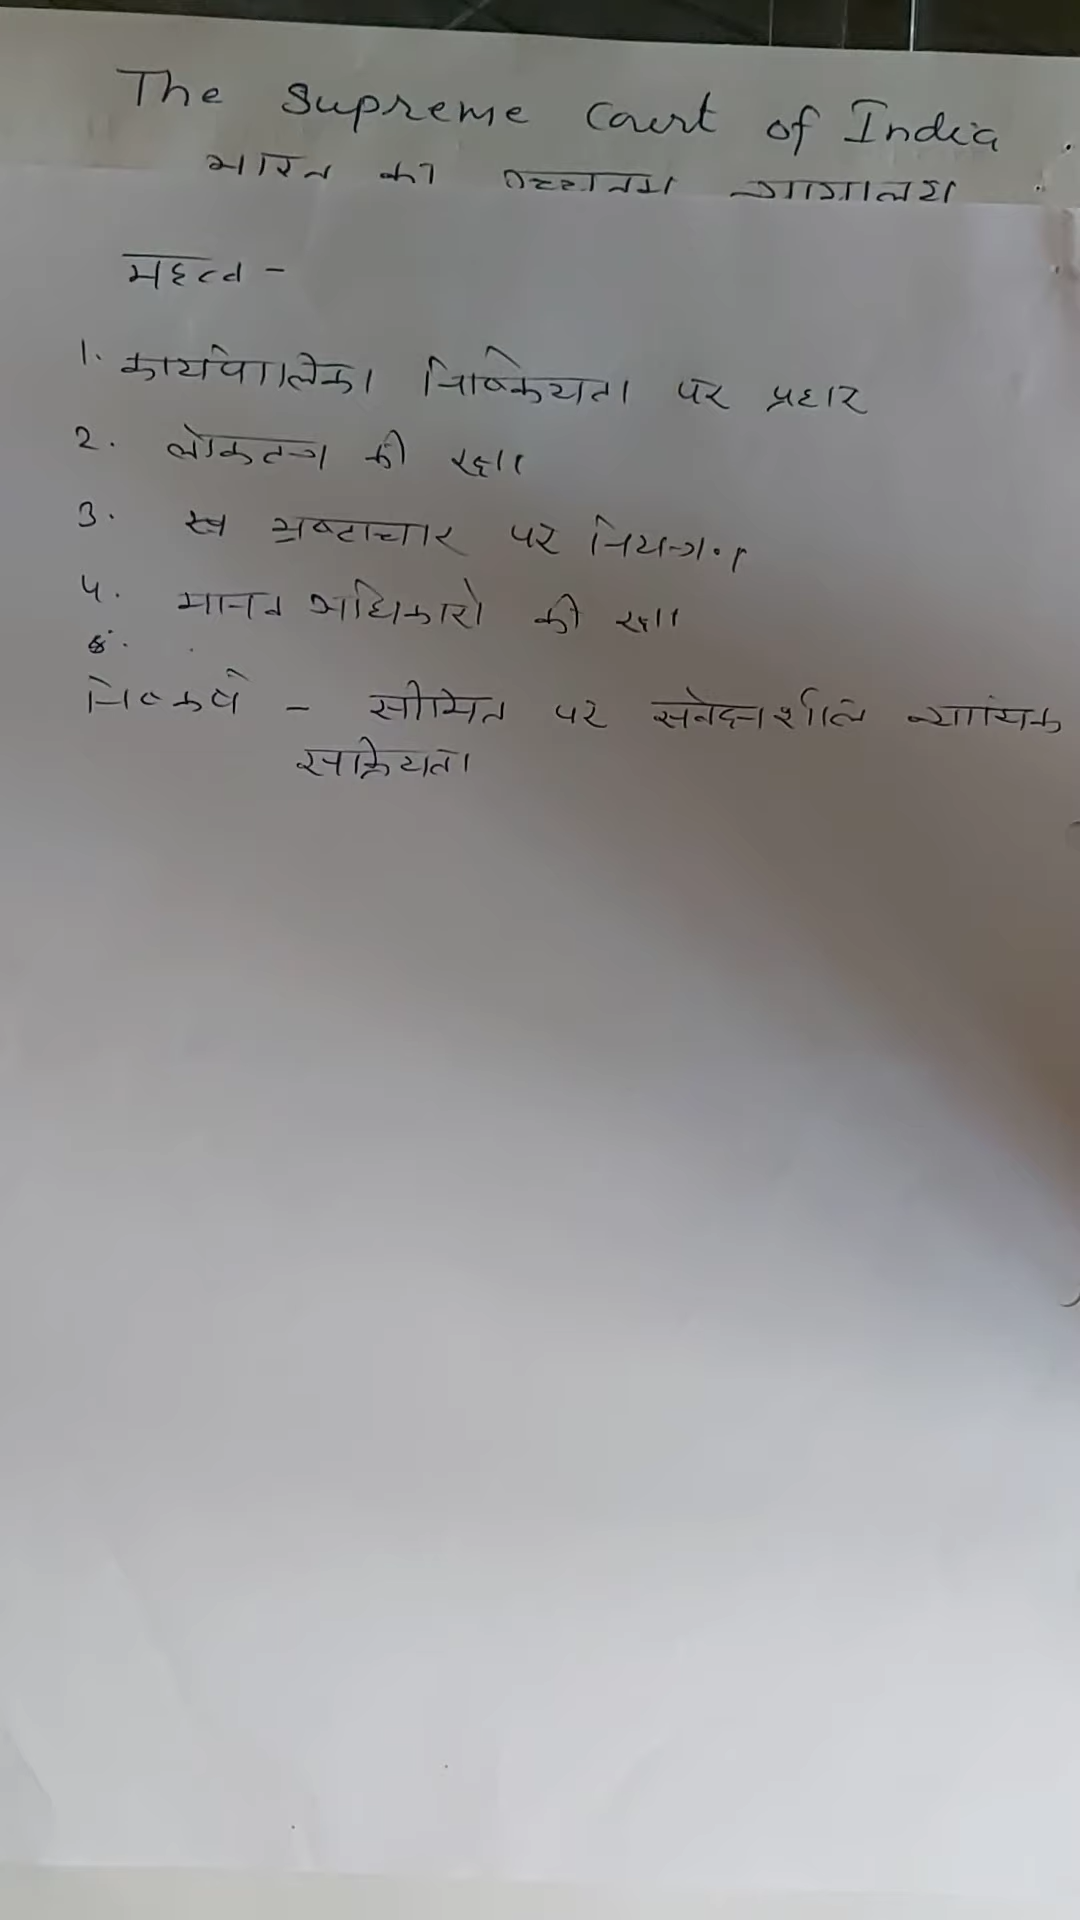 The Supreme Court of India .
भारत का उच्चतम न्यायालय .
महत्व -
1. कार्यपालिका निष्क्रियता पर प्रहार
2. लोकतन्त्र की रक्षा
3. भ्रष्टाचार पर नियन्त्रण
4. मानव अधिकारो की रक्षा
निष्कर्ष - सीमित पर संवेदनशील न्यायिक
सक्रियता